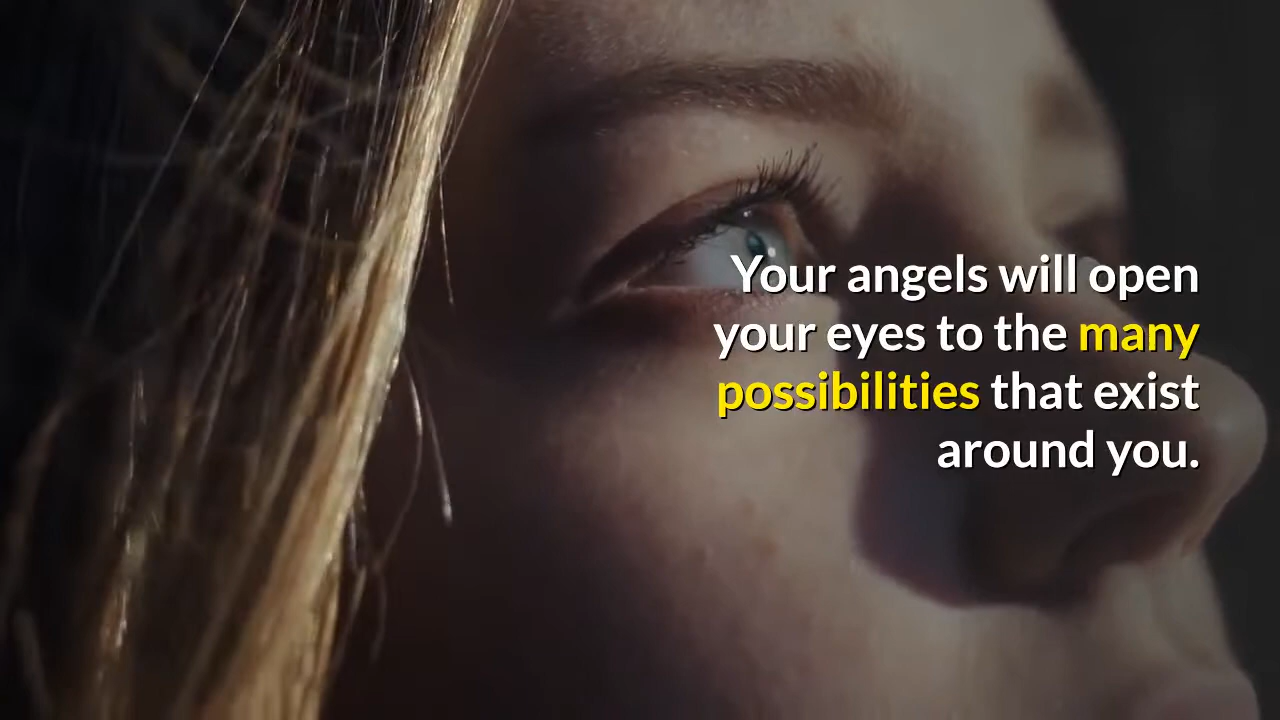 Your angels will open
your eyes to the many
possibilities that exist
around you.